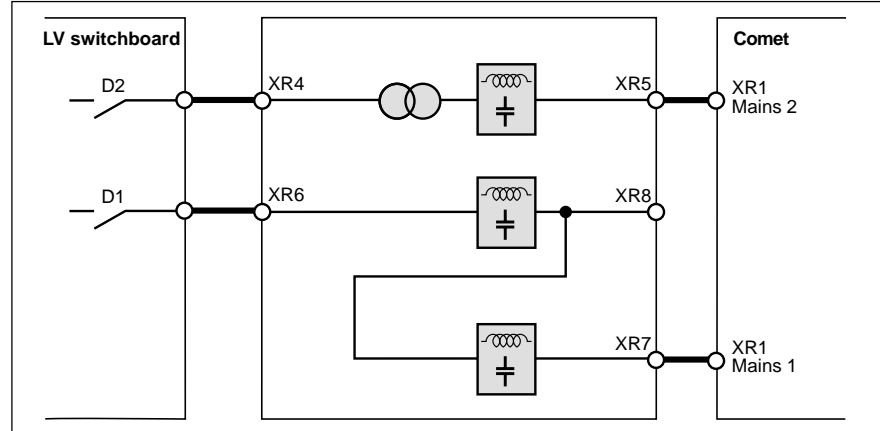 LV switchboard
Comet
D2
XR4
XR5
XR1
Mains 2
D1
XR6
XR8
XR7
XR1
Mains 1